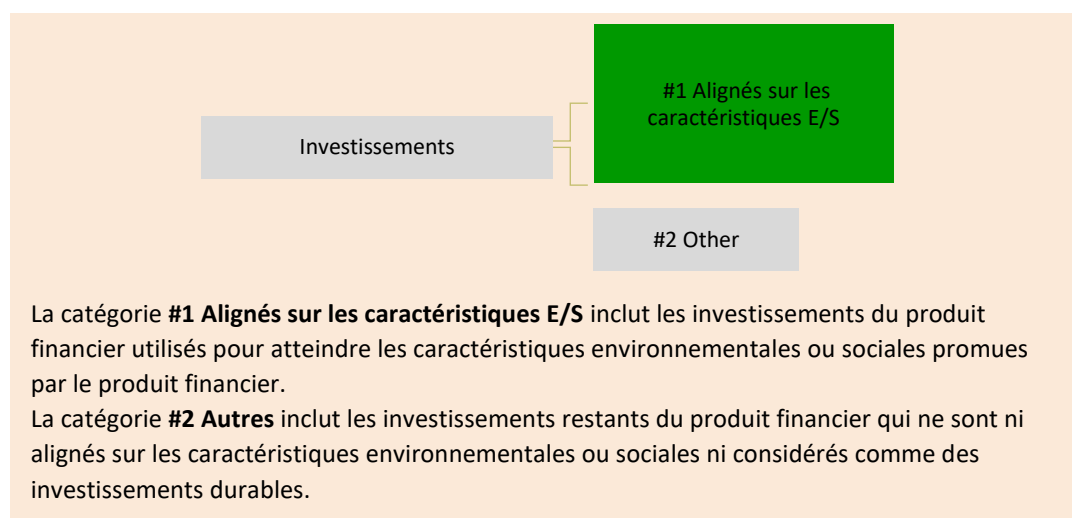 #1 Alignés sur les
caractéristiques E/S
Investissements
#2 Other
La catégorie #1 Alignés sur les caractéristiques E/S inclut les investissements du produit
financier utilisés pour atteindre les caractéristiques environnementales ou sociales promues
par le produit financier.
La catégorie #2 Autres inclut les investissements restants du produit financier qui ne sont ni
alignés sur les caractéristiques environnementales ou sociales ni considérés comme des
investissements durables.